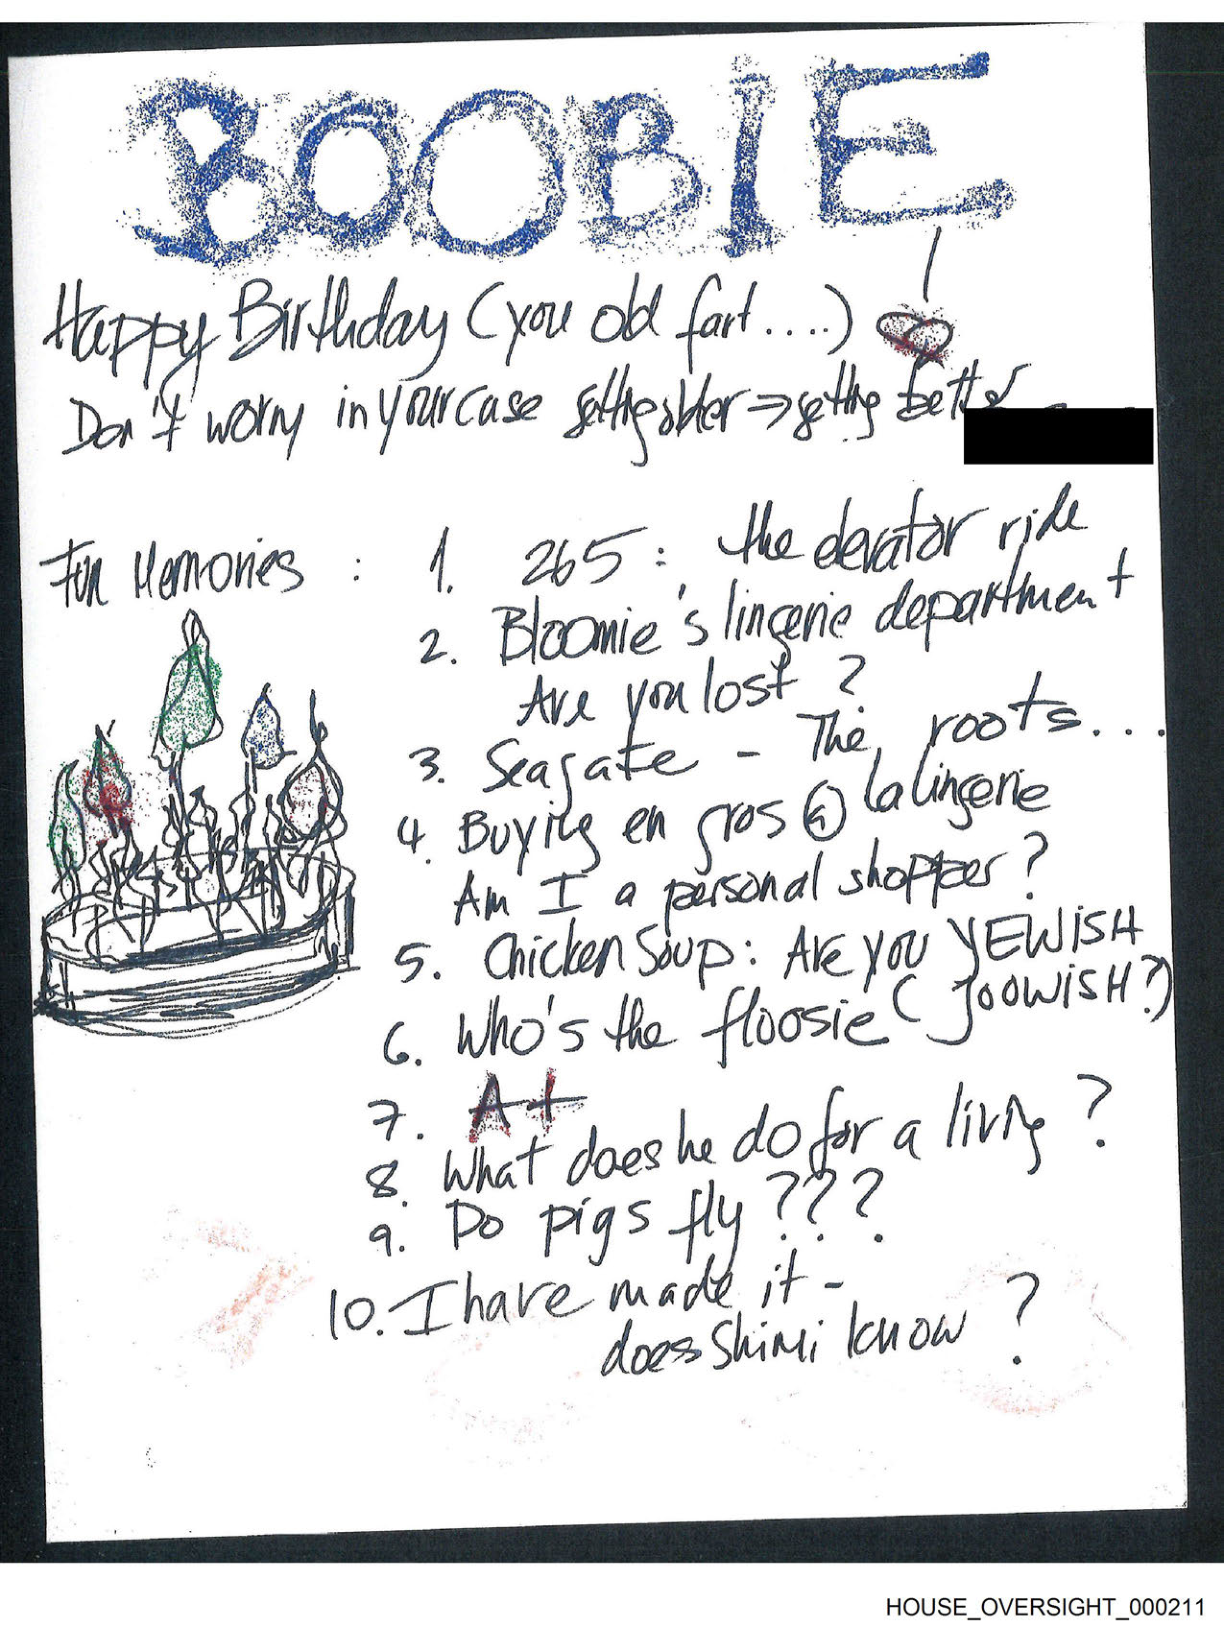 BOOBIE
Happy Birthday (you old fart....)
Don't worry in your case getting older → getting better
Fun Memories : 1. 265: the elevator ride
2. Bloomie's lingerie department
Are you lost ?
3. Seagate - The roots...
4. Buying en gros @ la lingerie
Am I a personal shopper?
5. Chicken Soup: Are you YEWISH
( JOOWISH?)
6. Who's the floosie
7. A+
8. What does he do for a living ?
9. Do pigs fly ???
10. I have made it -
does Shimi know ?
HOUSE_OVERSIGHT_000211